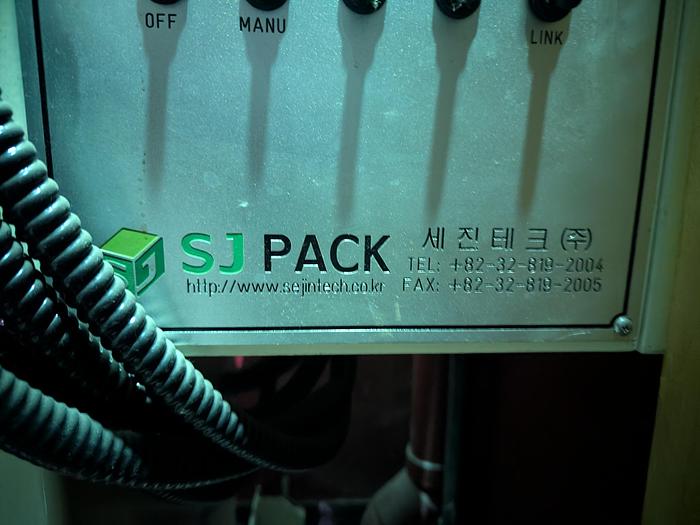 OFF MANU LINK
SJ PACK
http://www.sejintech.co.kr
세진테크(주)
TEL: +82-32-819-2004
FAX: +82-32-819-2005